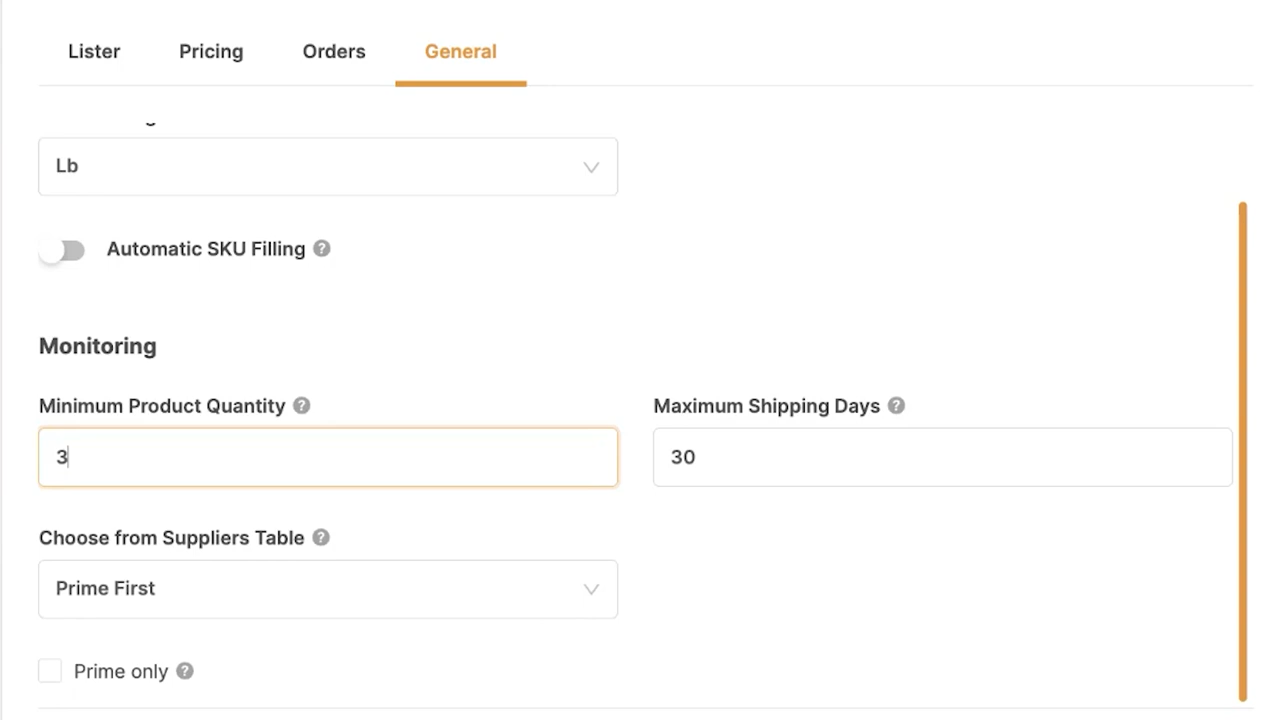 Lister Pricing Orders General
Lb
Automatic SKU Filling ?
Monitoring
Minimum Product Quantity ? Maximum Shipping Days ?
3 30
Choose from Suppliers Table ?
Prime First
Prime only ?